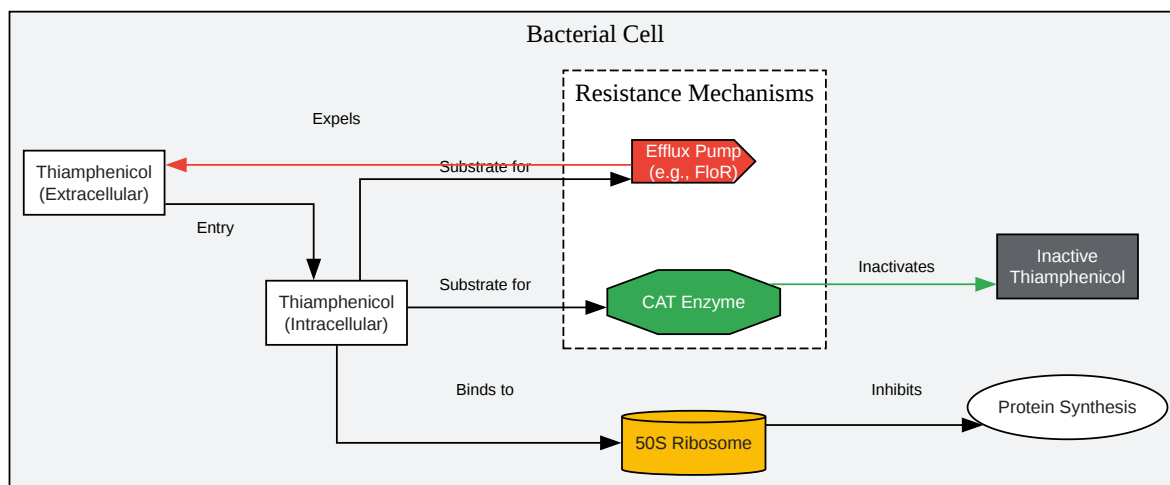 Bacterial Cell
Resistance Mechanisms
Expels
Thiamphenicol
(Extracellular)
Substrate for
Efflux Pump
(e.g., FloR)
Entry
Thiamphenicol
(Intracellular)
Substrate for
CAT Enzyme
Inactivates
Inactive
Thiamphenicol
Binds to
50S Ribosome
Inhibits
Protein Synthesis